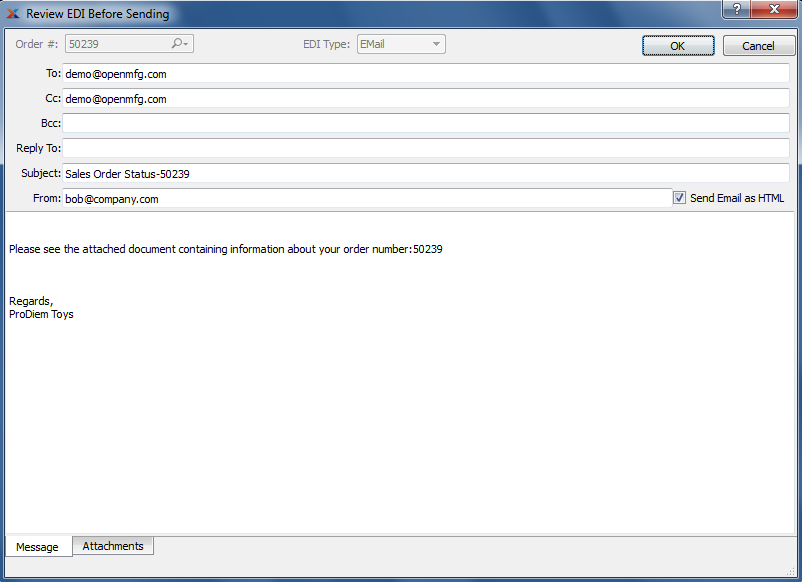 Review EDI Before Sending
?
Order #: 50239 EDI Type: EMail OK Cancel
To: demo@openmfg.com
Cc: demo@openmfg.com
Bcc:
Reply To:
Subject: Sales Order Status-50239
From: bob@company.com Send Email as HTML
Please see the attached document containing information about your order number:50239
Regards,
ProDiem Toys
Message Attachments